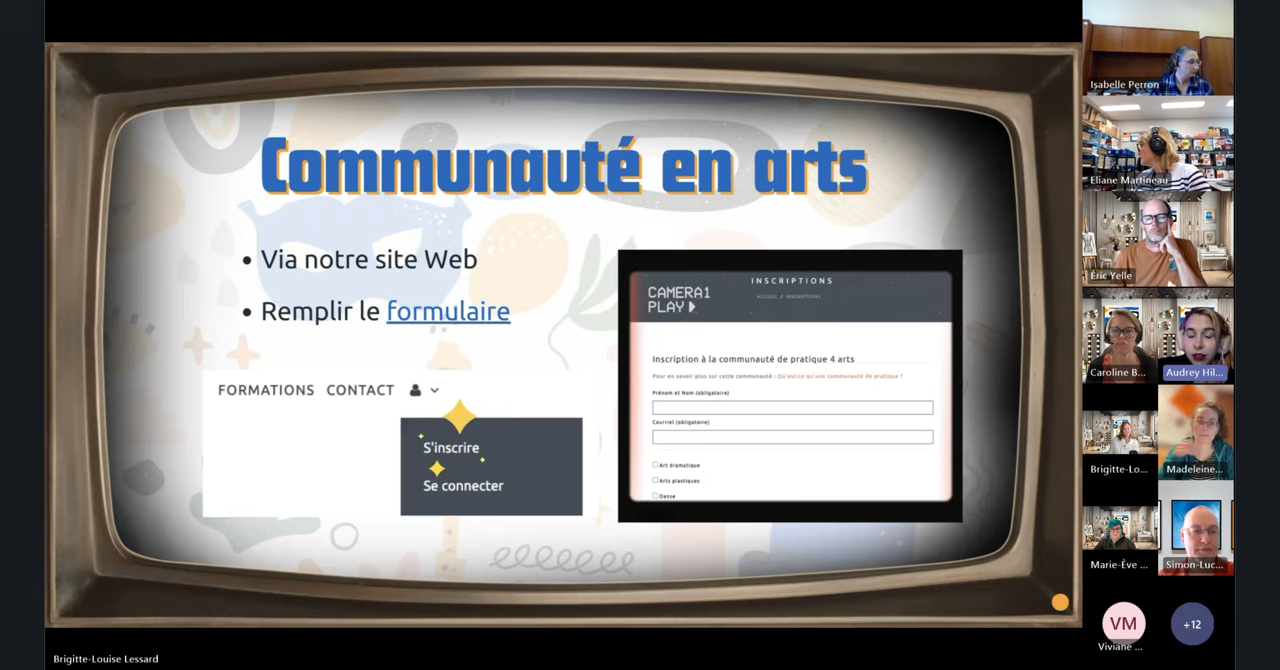 Communauté en arts
• Via notre site Web
• Remplir le formulaire
FORMATIONS CONTACT
S'inscrire
Se connecter
INSCRIPTIONS
ACCUEIL / INSCRIPTIONS
CAMERA1
PLAY
Inscription à la communauté de pratique 4 arts
Pour en savoir plus sur cette communauté : Qu'est-ce qu'une communauté de pratique ?
Prénom et Nom (obligatoire)
Courriel (obligatoire)
Art dramatique
Arts plastiques
Danse
Isabelle Perron
Eliane Martineau
Éric Yelle
Caroline B...
Audrey Hil...
Brigitte-Lo...
Madeleine...
Marie-Ève ...
Simon-Luc...
VM
Viviane ...
+12
Brigitte-Louise Lessard